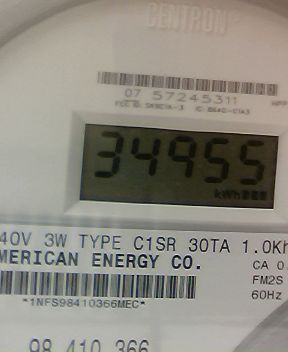 CENTRON
07 57245311
34955
kWh
40V 3W TYPE C1SR 30TA 1.0Kh
MERICAN ENERGY CO.
CA 0.
FM2S
60Hz
*1NFS98410366MEC*
98 410 366